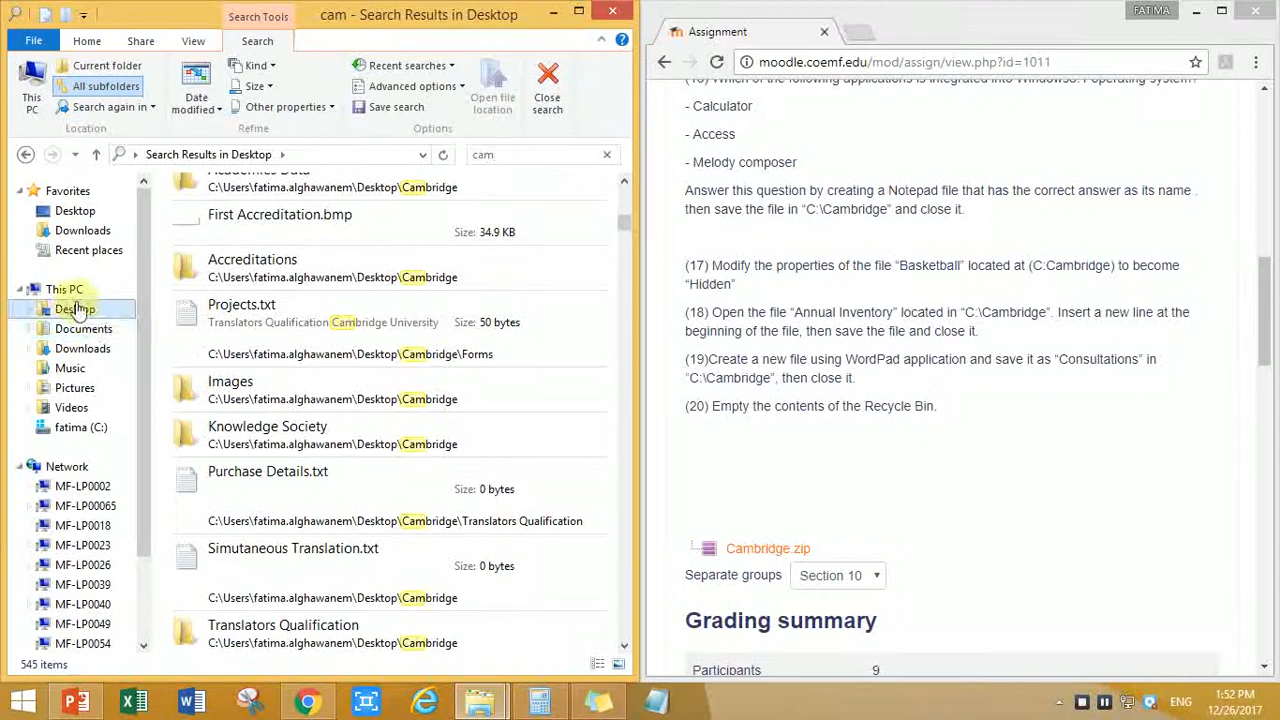 Search Tools
cam - Search Results in Desktop
File
Home
Share
View
Search
This PC
Current folder
All subfolders
Search again in
Location
Date modified
Kind
Size
Other properties
Refine
Recent searches
Advanced options
Save search
Options
Open file location
Close search
Search Results in Desktop
cam
Favorites
Desktop
Downloads
Recent places
This PC
Desktop
Documents
Downloads
Music
Pictures
Videos
fatima (C:)
Network
MF-LP0002
MF-LP00065
MF-LP0018
MF-LP0023
MF-LP0026
MF-LP0039
MF-LP0040
MF-LP0049
MF-LP0054
545 items
C:\Users\fatima.alghawanem\Desktop\Cambridge
First Accreditation.bmp
Size: 34.9 KB
Accreditations
C:\Users\fatima.alghawanem\Desktop\Cambridge
Projects.txt
Translators Qualification Cambridge University
Size: 50 bytes
C:\Users\fatima.alghawanem\Desktop\Cambridge\Forms
Images
C:\Users\fatima.alghawanem\Desktop\Cambridge
Knowledge Society
C:\Users\fatima.alghawanem\Desktop\Cambridge
Purchase Details.txt
Size: 0 bytes
C:\Users\fatima.alghawanem\Desktop\Cambridge\Translators Qualification
Simutaneous Translation.txt
Size: 0 bytes
C:\Users\fatima.alghawanem\Desktop\Cambridge
Translators Qualification
C:\Users\fatima.alghawanem\Desktop\Cambridge
FATIMA
Assignment
moodle.coemf.edu/mod/assign/view.php?id=1011
- Calculator
- Access
- Melody composer
Answer this question by creating a Notepad file that has the correct answer as its name .
then save the file in “C:\Cambridge” and close it.
(17) Modify the properties of the file “Basketball” located at (C:Cambridge) to become
“Hidden”
(18) Open the file “Annual Inventory” located in “C:\Cambridge”. Insert a new line at the
beginning of the file, then save the file and close it.
(19)Create a new file using WordPad application and save it as “Consultations” in
“C:\Cambridge”, then close it.
(20) Empty the contents of the Recycle Bin.
Cambridge.zip
Separate groups
Section 10
Grading summary
Participants
9
ENG
1:52 PM
12/26/2017